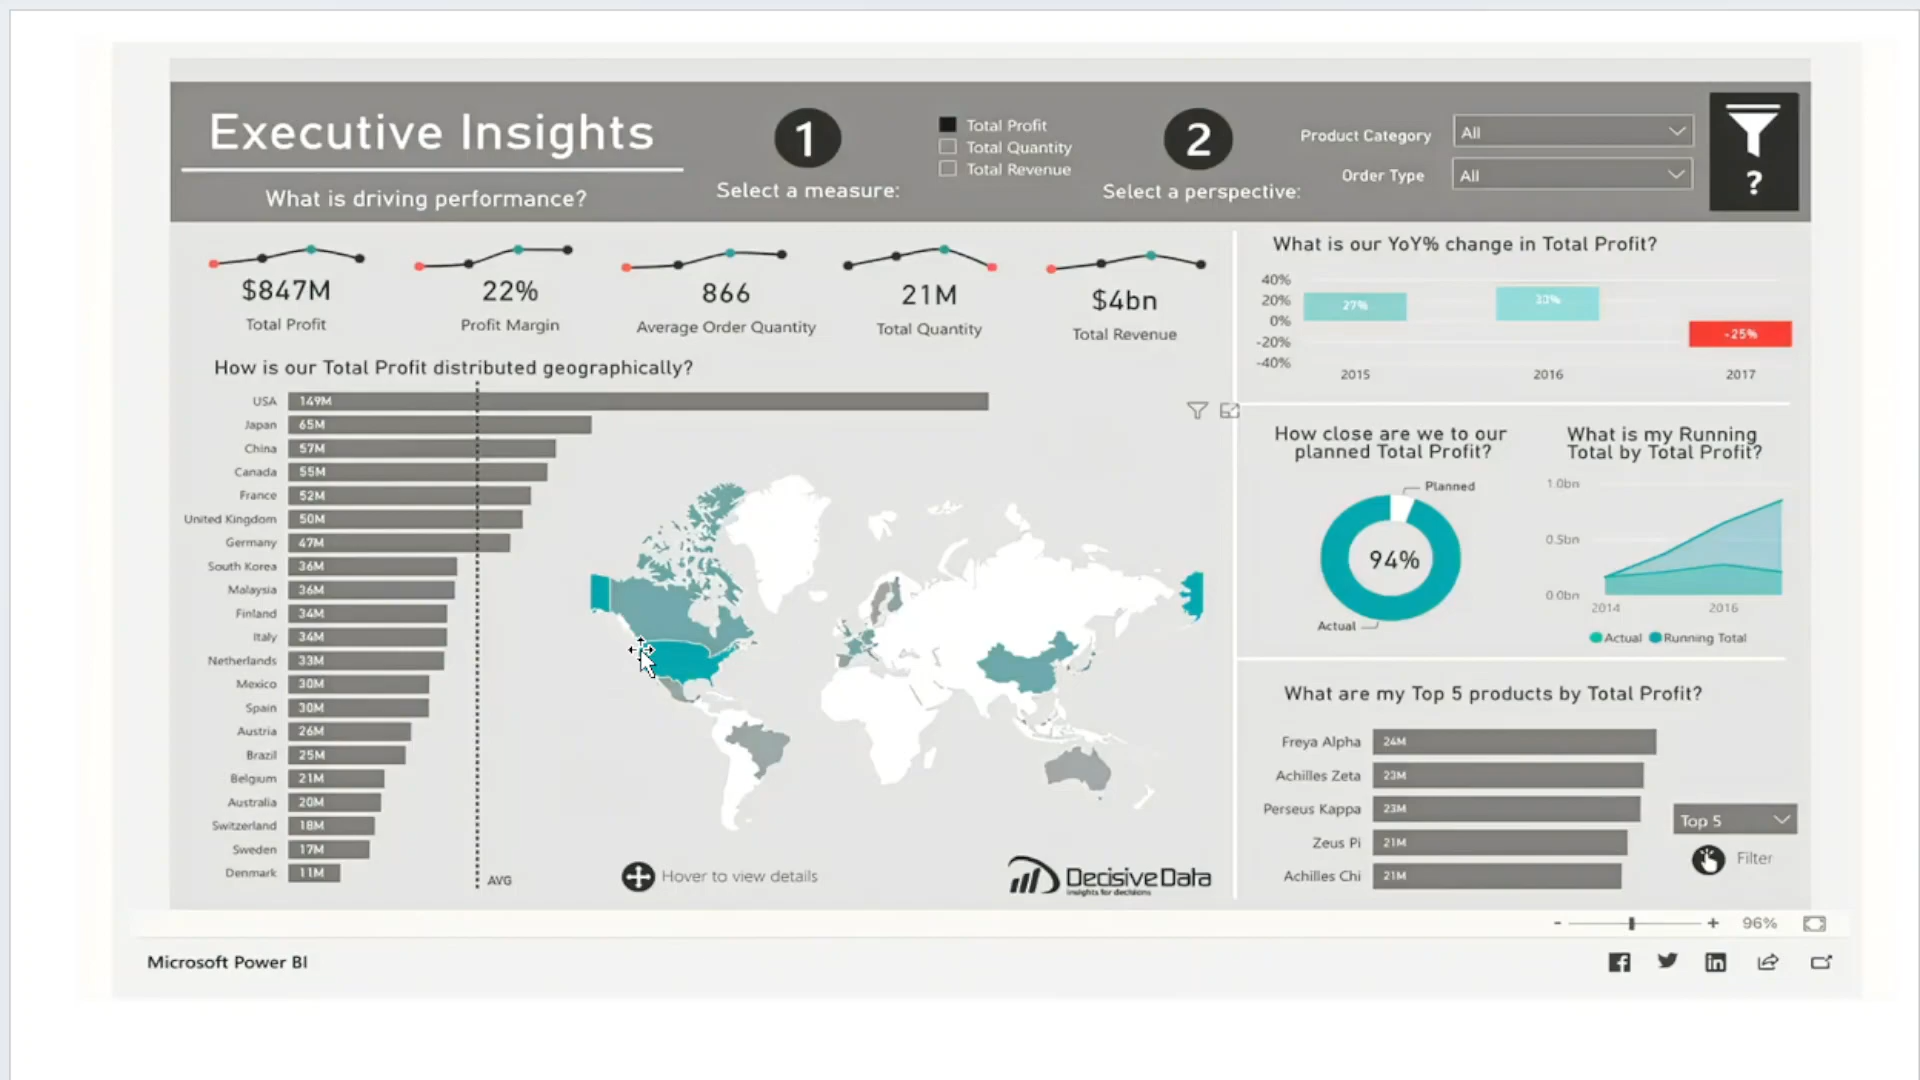 Executive Insights
What is driving performance?
1
Select a measure:
Total Profit
Total Quantity
Total Revenue
2
Select a perspective:
Product Category
All
Order Type
All
?
$847M
Total Profit
22%
Profit Margin
866
Average Order Quantity
21M
Total Quantity
$4bn
Total Revenue
How is our Total Profit distributed geographically?
USA 149M
Japan 65M
China 57M
Canada 55M
France 52M
United Kingdom 50M
Germany 47M
South Korea 36M
Malaysia 36M
Finland 34M
Italy 34M
Netherlands 33M
Mexico 30M
Spain 30M
Austria 26M
Brazil 25M
Belgium 21M
Australia 20M
Switzerland 18M
Sweden 17M
Denmark 11M
AVG
Hover to view details
DecisiveData
insights for decisions
What is our YoY% change in Total Profit?
40%
20%
0%
-20%
-40%
27%
-25%
2015 2016 2017
How close are we to our
planned Total Profit?
Planned
94%
Actual
What is my Running
Total by Total Profit?
1.0bn
0.5bn
0.0bn
2014 2016
Actual Running Total
What are my Top 5 products by Total Profit?
Freya Alpha 24M
Achilles Zeta 23M
Perseus Kappa 23M
Zeus Pi 21M
Achilles Chi 21M
Top 5
Filter
- + 96%
Microsoft Power BI